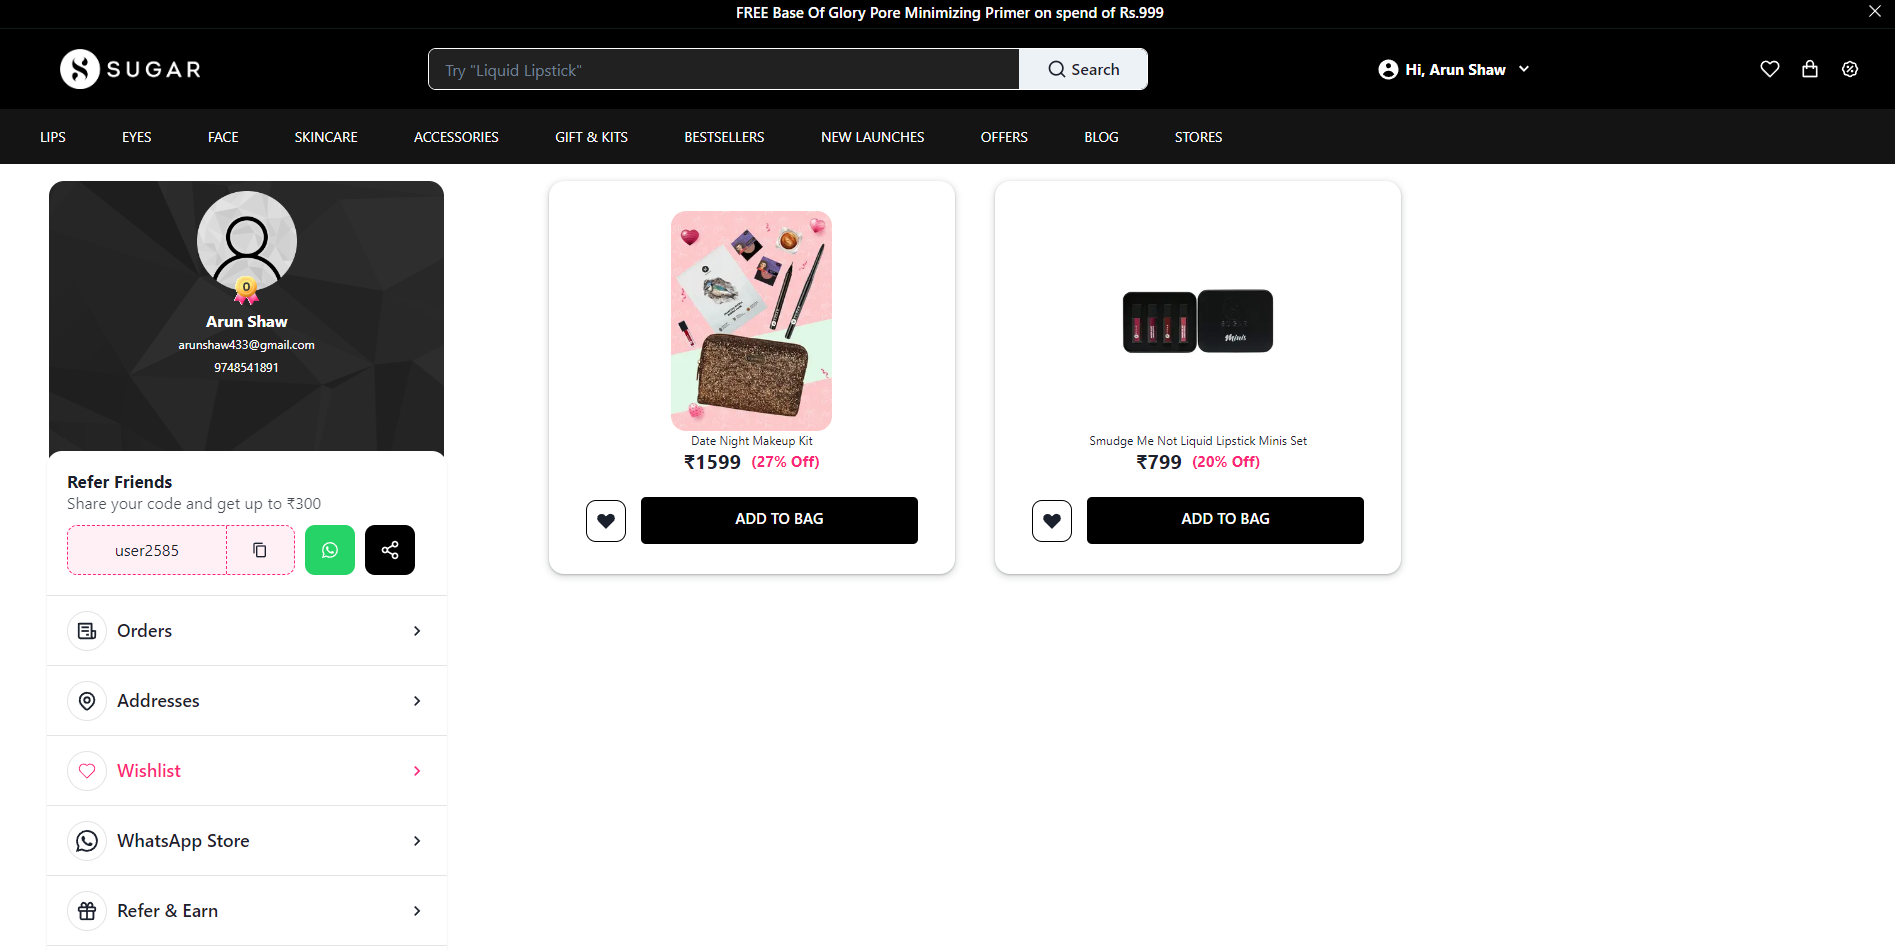 FREE Base Of Glory Pore Minimizing Primer on spend of Rs.999
SUGAR
Try "Liquid Lipstick"
Search
Hi, Arun Shaw
LIPS
EYES
FACE
SKINCARE
ACCESSORIES
GIFT & KITS
BESTSELLERS
NEW LAUNCHES
OFFERS
BLOG
STORES
0
Arun Shaw
arunshaw433@gmail.com
9748541891
Refer Friends
Share your code and get up to ₹300
user2585
Orders
Addresses
Wishlist
WhatsApp Store
Refer & Earn
Date Night Makeup Kit
₹1599 (27% Off)
ADD TO BAG
Minis
Smudge Me Not Liquid Lipstick Minis Set
₹799 (20% Off)
ADD TO BAG